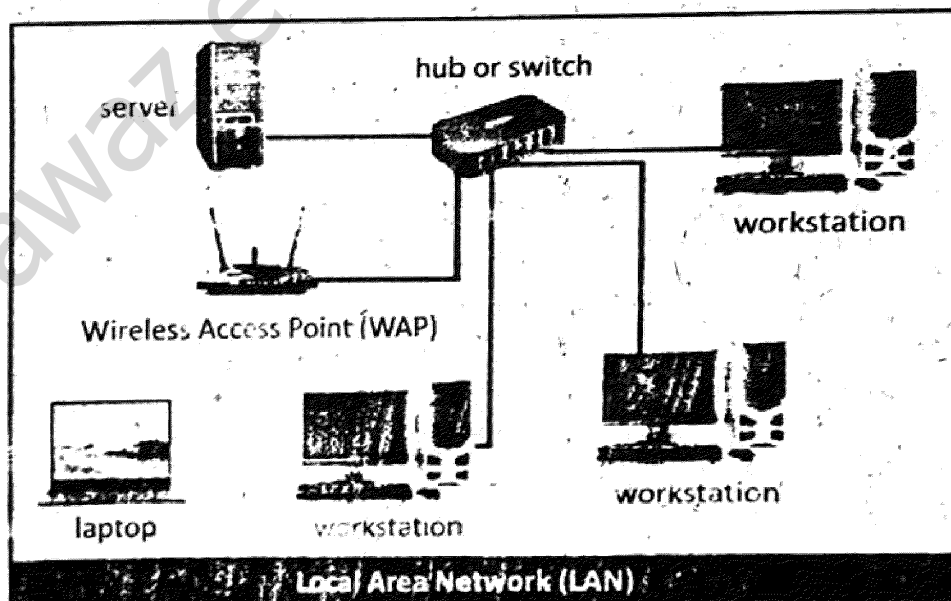 hub or switch
server
workstation
Wireless Access Point (WAP)
workstation
laptop
workstation
Local Area Network (LAN)